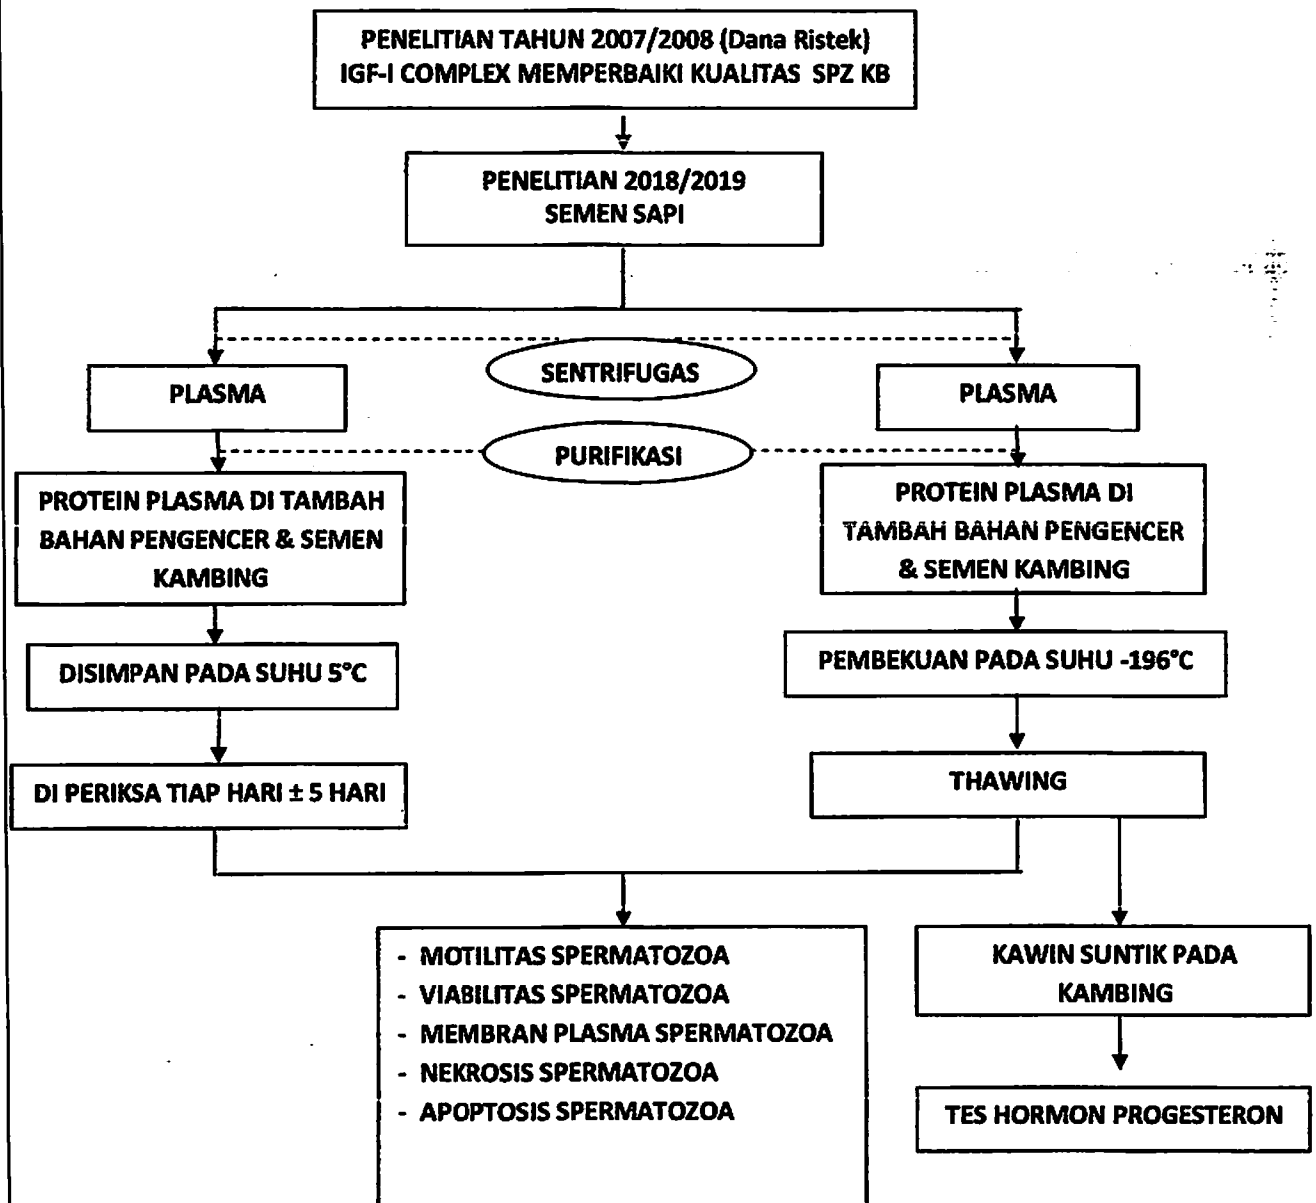 PENELITIAN TAHUN 2007/2008 (Dana Ristek)
IGF-I COMPLEX MEMPERBAIKI KUALITAS SPZ KB
PENELITIAN 2018/2019
SEMEN SAPI
SENTRIFUGAS
PLASMA
PLASMA
PURIFIKASI
PROTEIN PLASMA DI TAMBAH
BAHAN PENGENCER & SEMEN
KAMBING
PROTEIN PLASMA DI
TAMBAH BAHAN PENGENCER
& SEMEN KAMBING
DISIMPAN PADA SUHU 5°C
PEMBEKUAN PADA SUHU -196°C
DI PERIKSA TIAP HARI ± 5 HARI
THAWING
- MOTILITAS SPERMATOZOA
- VIABILITAS SPERMATOZOA
- MEMBRAN PLASMA SPERMATOZOA
- NEKROSIS SPERMATOZOA
- APOPTOSIS SPERMATOZOA
KAWIN SUNTIK PADA
KAMBING
TES HORMON PROGESTERON